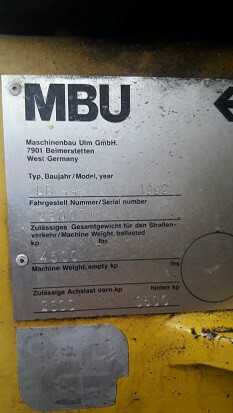 MBU
Maschinenbau Ulm GmbH.
7901 Beimerstetten
West Germany
Typ, Baujahr/Model, year
1992
Fahrgestell Nummer/Serial number
Zulässiges Gesamtgewicht für den Straßen-
verkehr/Machine Weight, ballasted
kp lbs
4500
Machine Weight, empty kp lbs
Zulässige Achslast vorn kp hinten kp